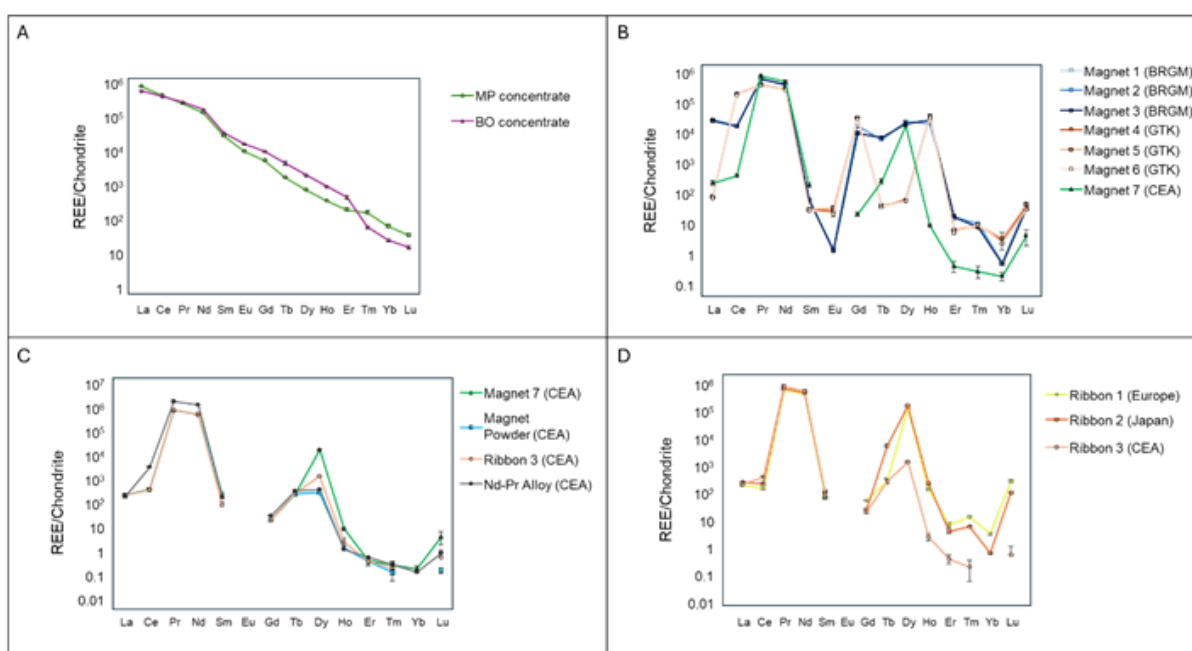 A
REE/Chondrite
10⁶
10⁵
10⁴
10³
10²
10
1
La Ce Pr Nd Sm Eu Gd Tb Dy Ho Er Tm Yb Lu
MP concentrate
BO concentrate
B
REE/Chondrite
10⁶
10⁵
10⁴
10³
10²
10
1
0.1
La Ce Pr Nd Sm Eu Gd Tb Dy Ho Er Tm Yb Lu
Magnet 1 (BRGM)
Magnet 2 (BRGM)
Magnet 3 (BRGM)
Magnet 4 (GTK)
Magnet 5 (GTK)
Magnet 6 (GTK)
Magnet 7 (CEA)
C
REE/Chondrite
10⁷
10⁶
10⁵
10⁴
10³
10²
10
1
0.1
0.01
La Ce Pr Nd Sm Eu Gd Tb Dy Ho Er Tm Yb Lu
Magnet 7 (CEA)
Magnet
Powder (CEA)
Ribbon 3 (CEA)
Nd-Pr Alloy (CEA)
D
REE/Chondrite
10⁶
10⁵
10⁴
10³
10²
10
1
0.1
0.01
La Ce Pr Nd Sm Eu Gd Tb Dy Ho Er Tm Yb Lu
Ribbon 1 (Europe)
Ribbon 2 (Japan)
Ribbon 3 (CEA)